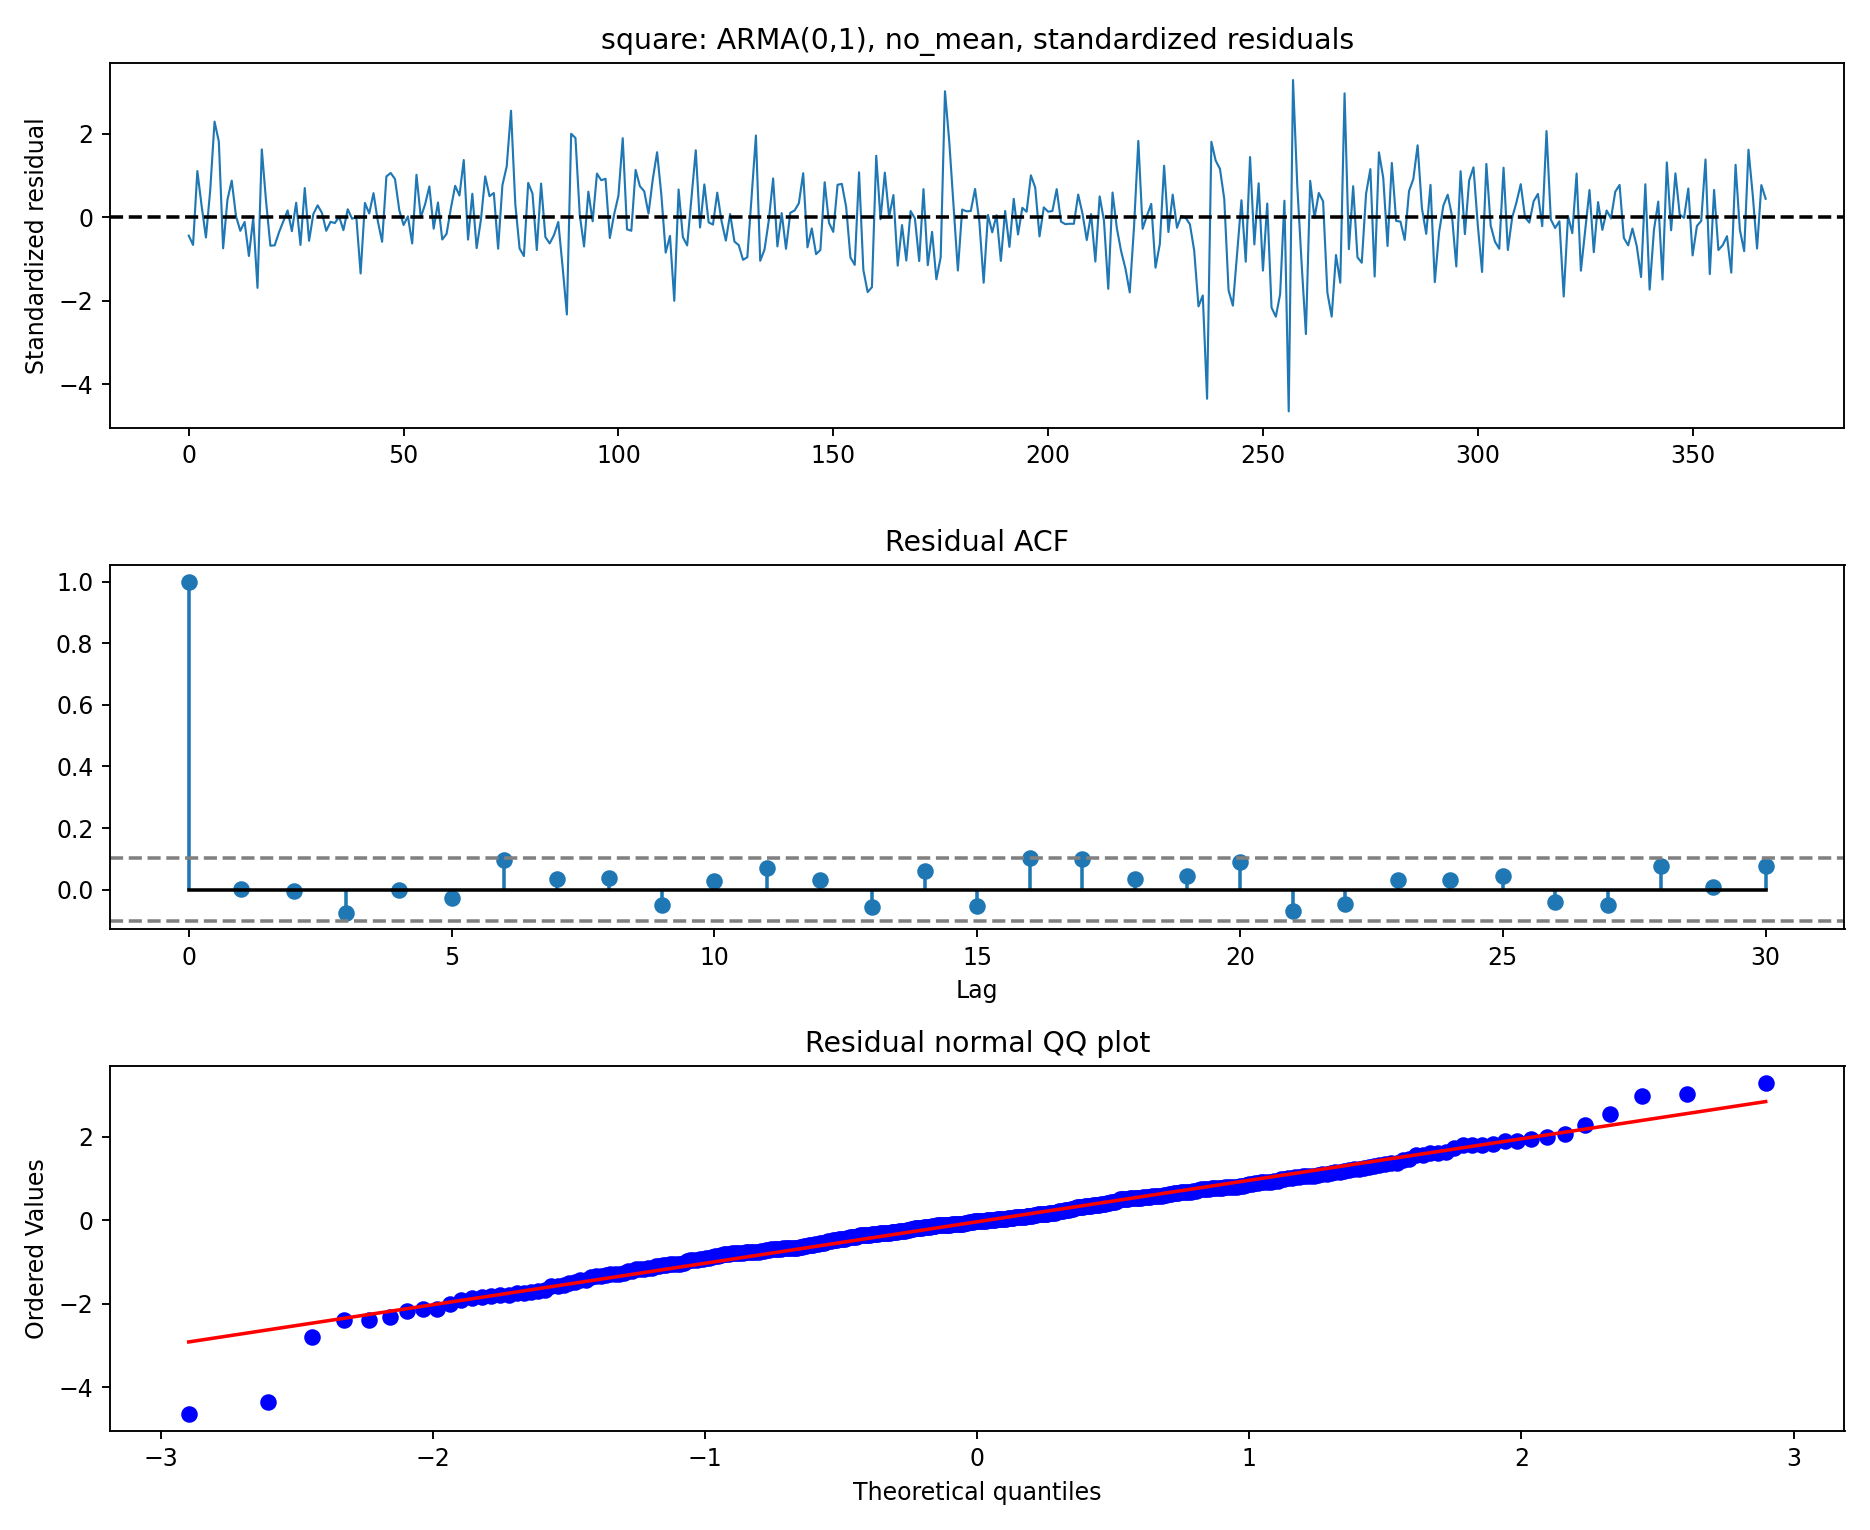 square: ARMA(0,1), no_mean, standardized residuals
Standardized residual
2
0
−2
−4
0 50 100 150 200 250 300 350
Residual ACF
1.0
0.8
0.6
0.4
0.2
0.0
0 5 10 15 20 25 30
Lag
Residual normal QQ plot
Ordered Values
2
0
−2
−4
−3 −2 −1 0 1 2 3
Theoretical quantiles